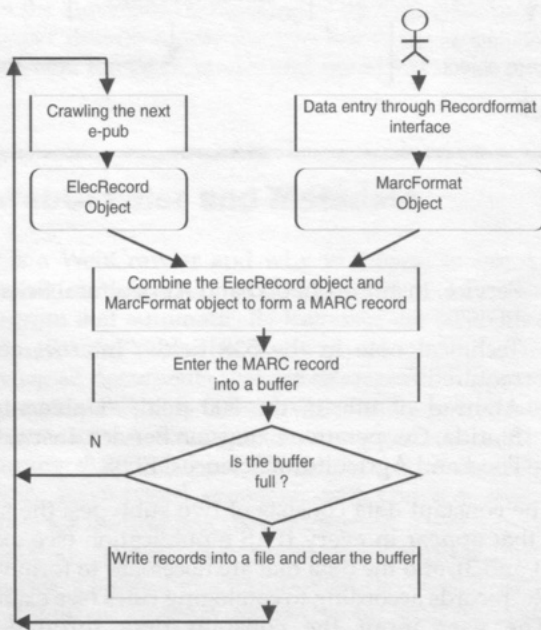 Crawling the next
e-pub
Data entry through Recordformat
interface
ElecRecord
Object
MarcFormat
Object
Combine the ElecRecord object and
MarcFormat object to form a MARC record
Enter the MARC record
into a buffer
N
Is the buffer
full ?
Write records into a file and clear the buffer